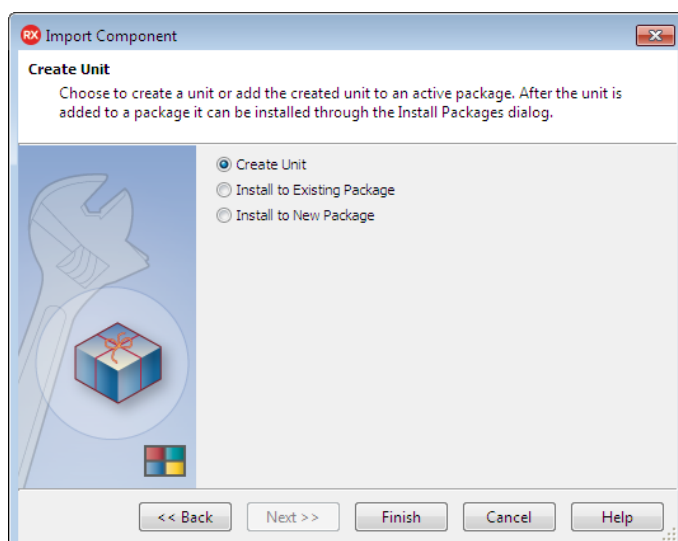 RX Import Component
Create Unit
Choose to create a unit or add the created unit to an active package. After the unit is
added to a package it can be installed through the Install Packages dialog.
Create Unit
Install to Existing Package
Install to New Package
<< Back Next >> Finish Cancel Help